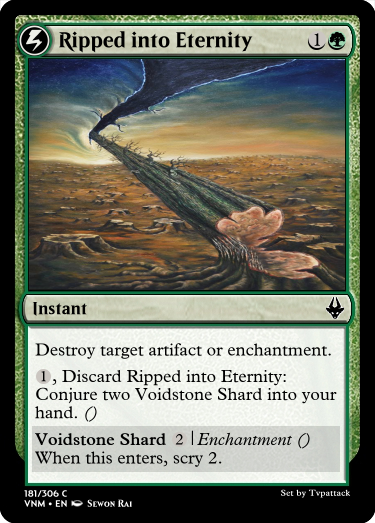 Ripped into Eternity 1
Instant
Destroy target artifact or enchantment.
1, Discard Ripped into Eternity:
Conjure two Voidstone Shard into your
hand. ()
Voidstone Shard 2 | Enchantment ()
When this enters, scry 2.
181/306 C
VNM • EN Sewon Rai
Set by Tvpattack